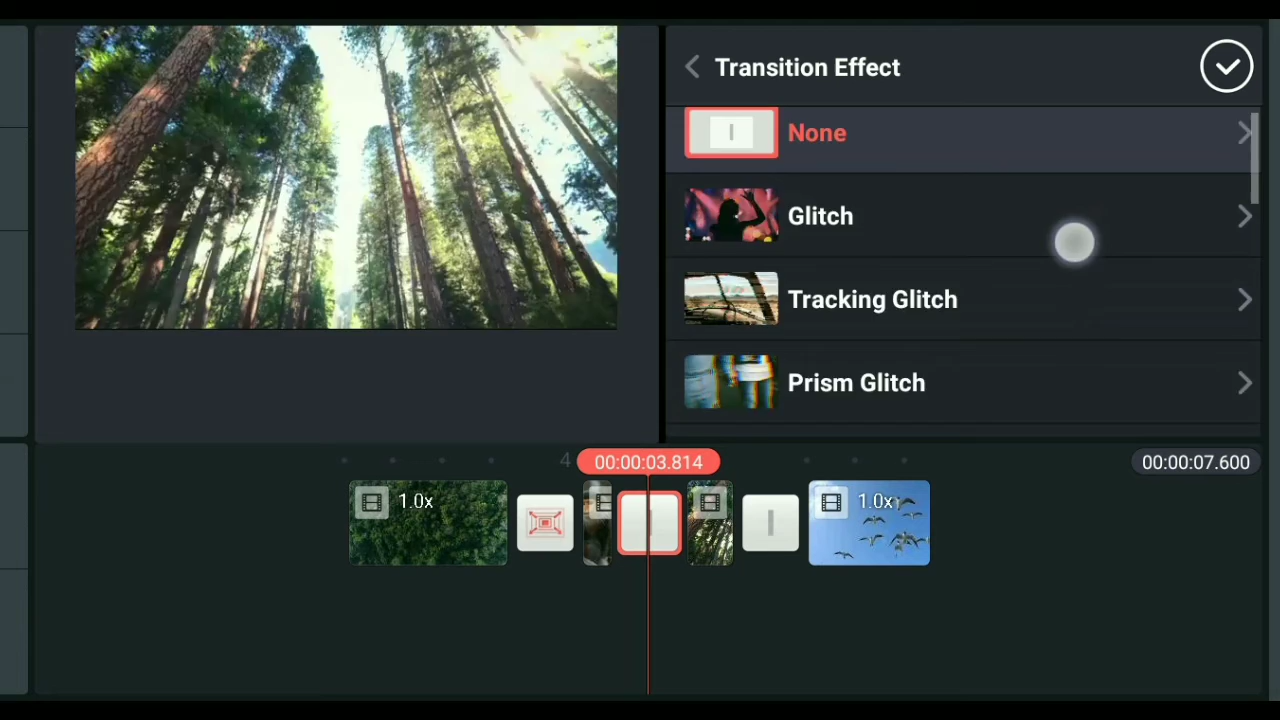 Transition Effect
None
Glitch
Tracking Glitch
Prism Glitch
4
00:00:03.814
00:00:07.600
1.0x
1.0x